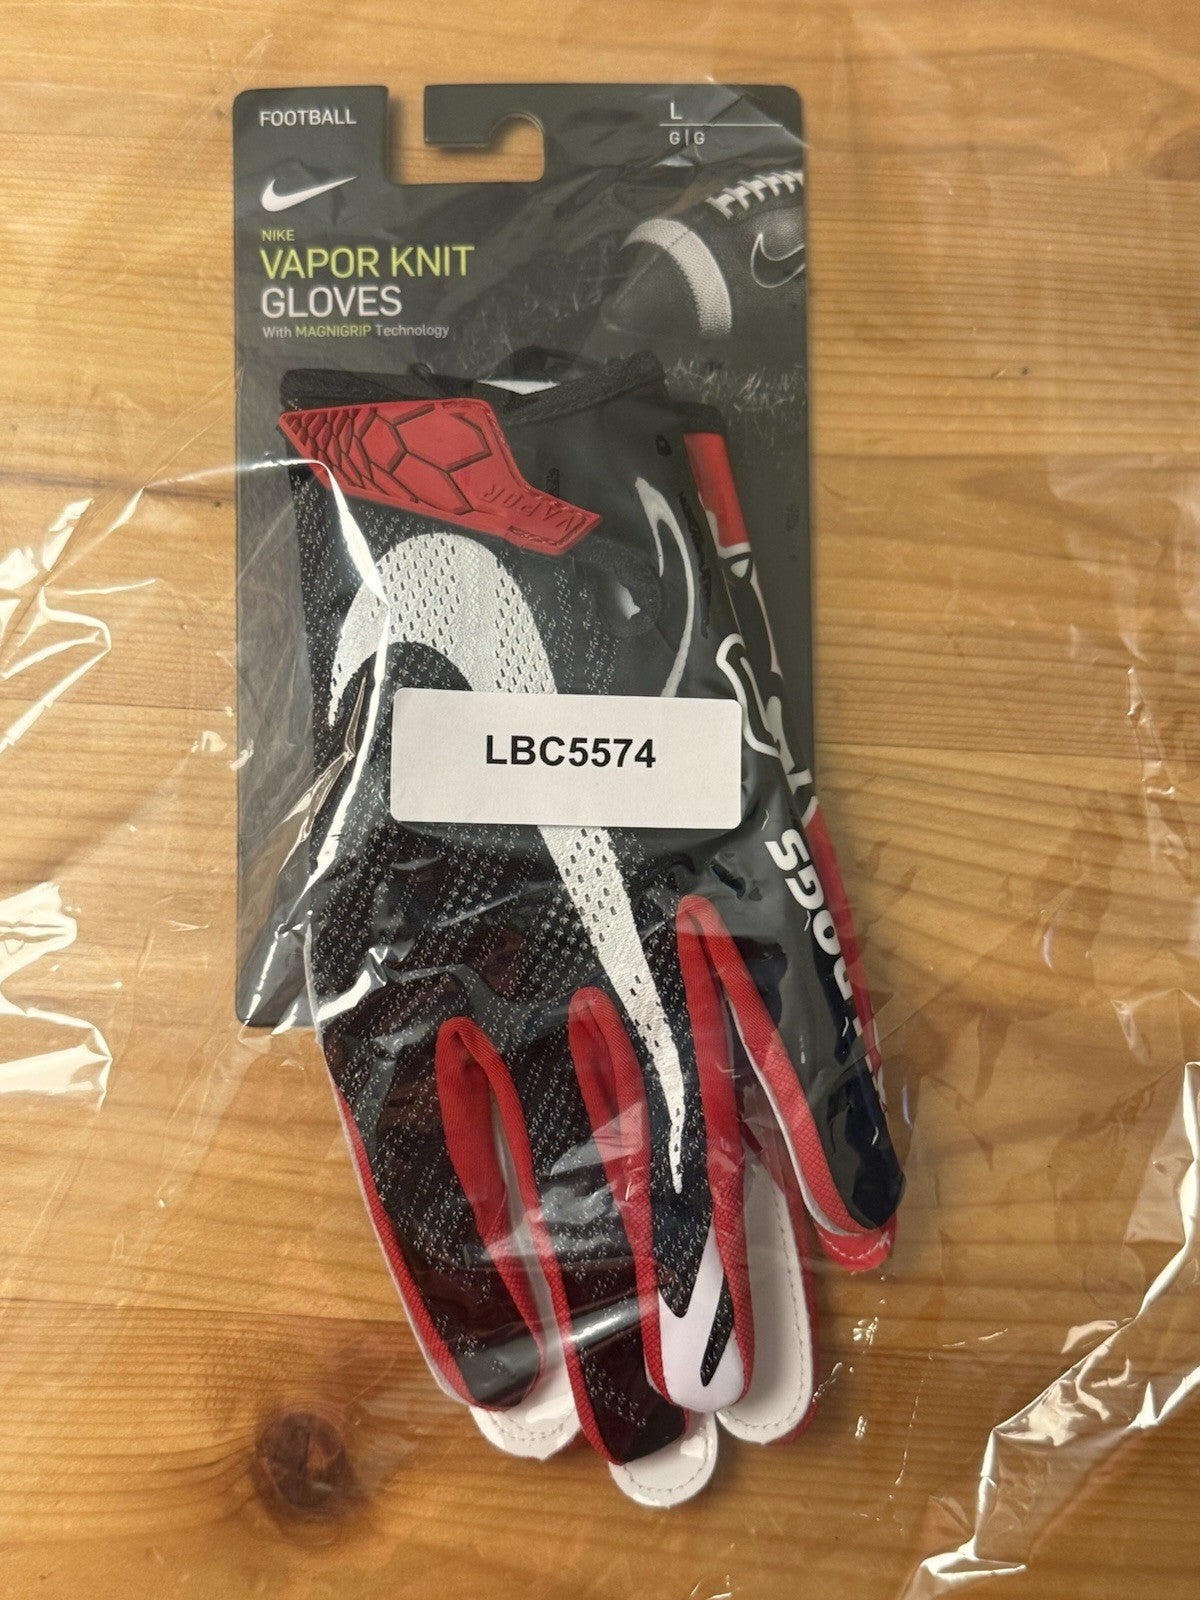 FOOTBALL
L
G|G
NIKE
VAPOR KNIT
GLOVES
With MAGNIGRIP Technology
VAPOR
LBC5574